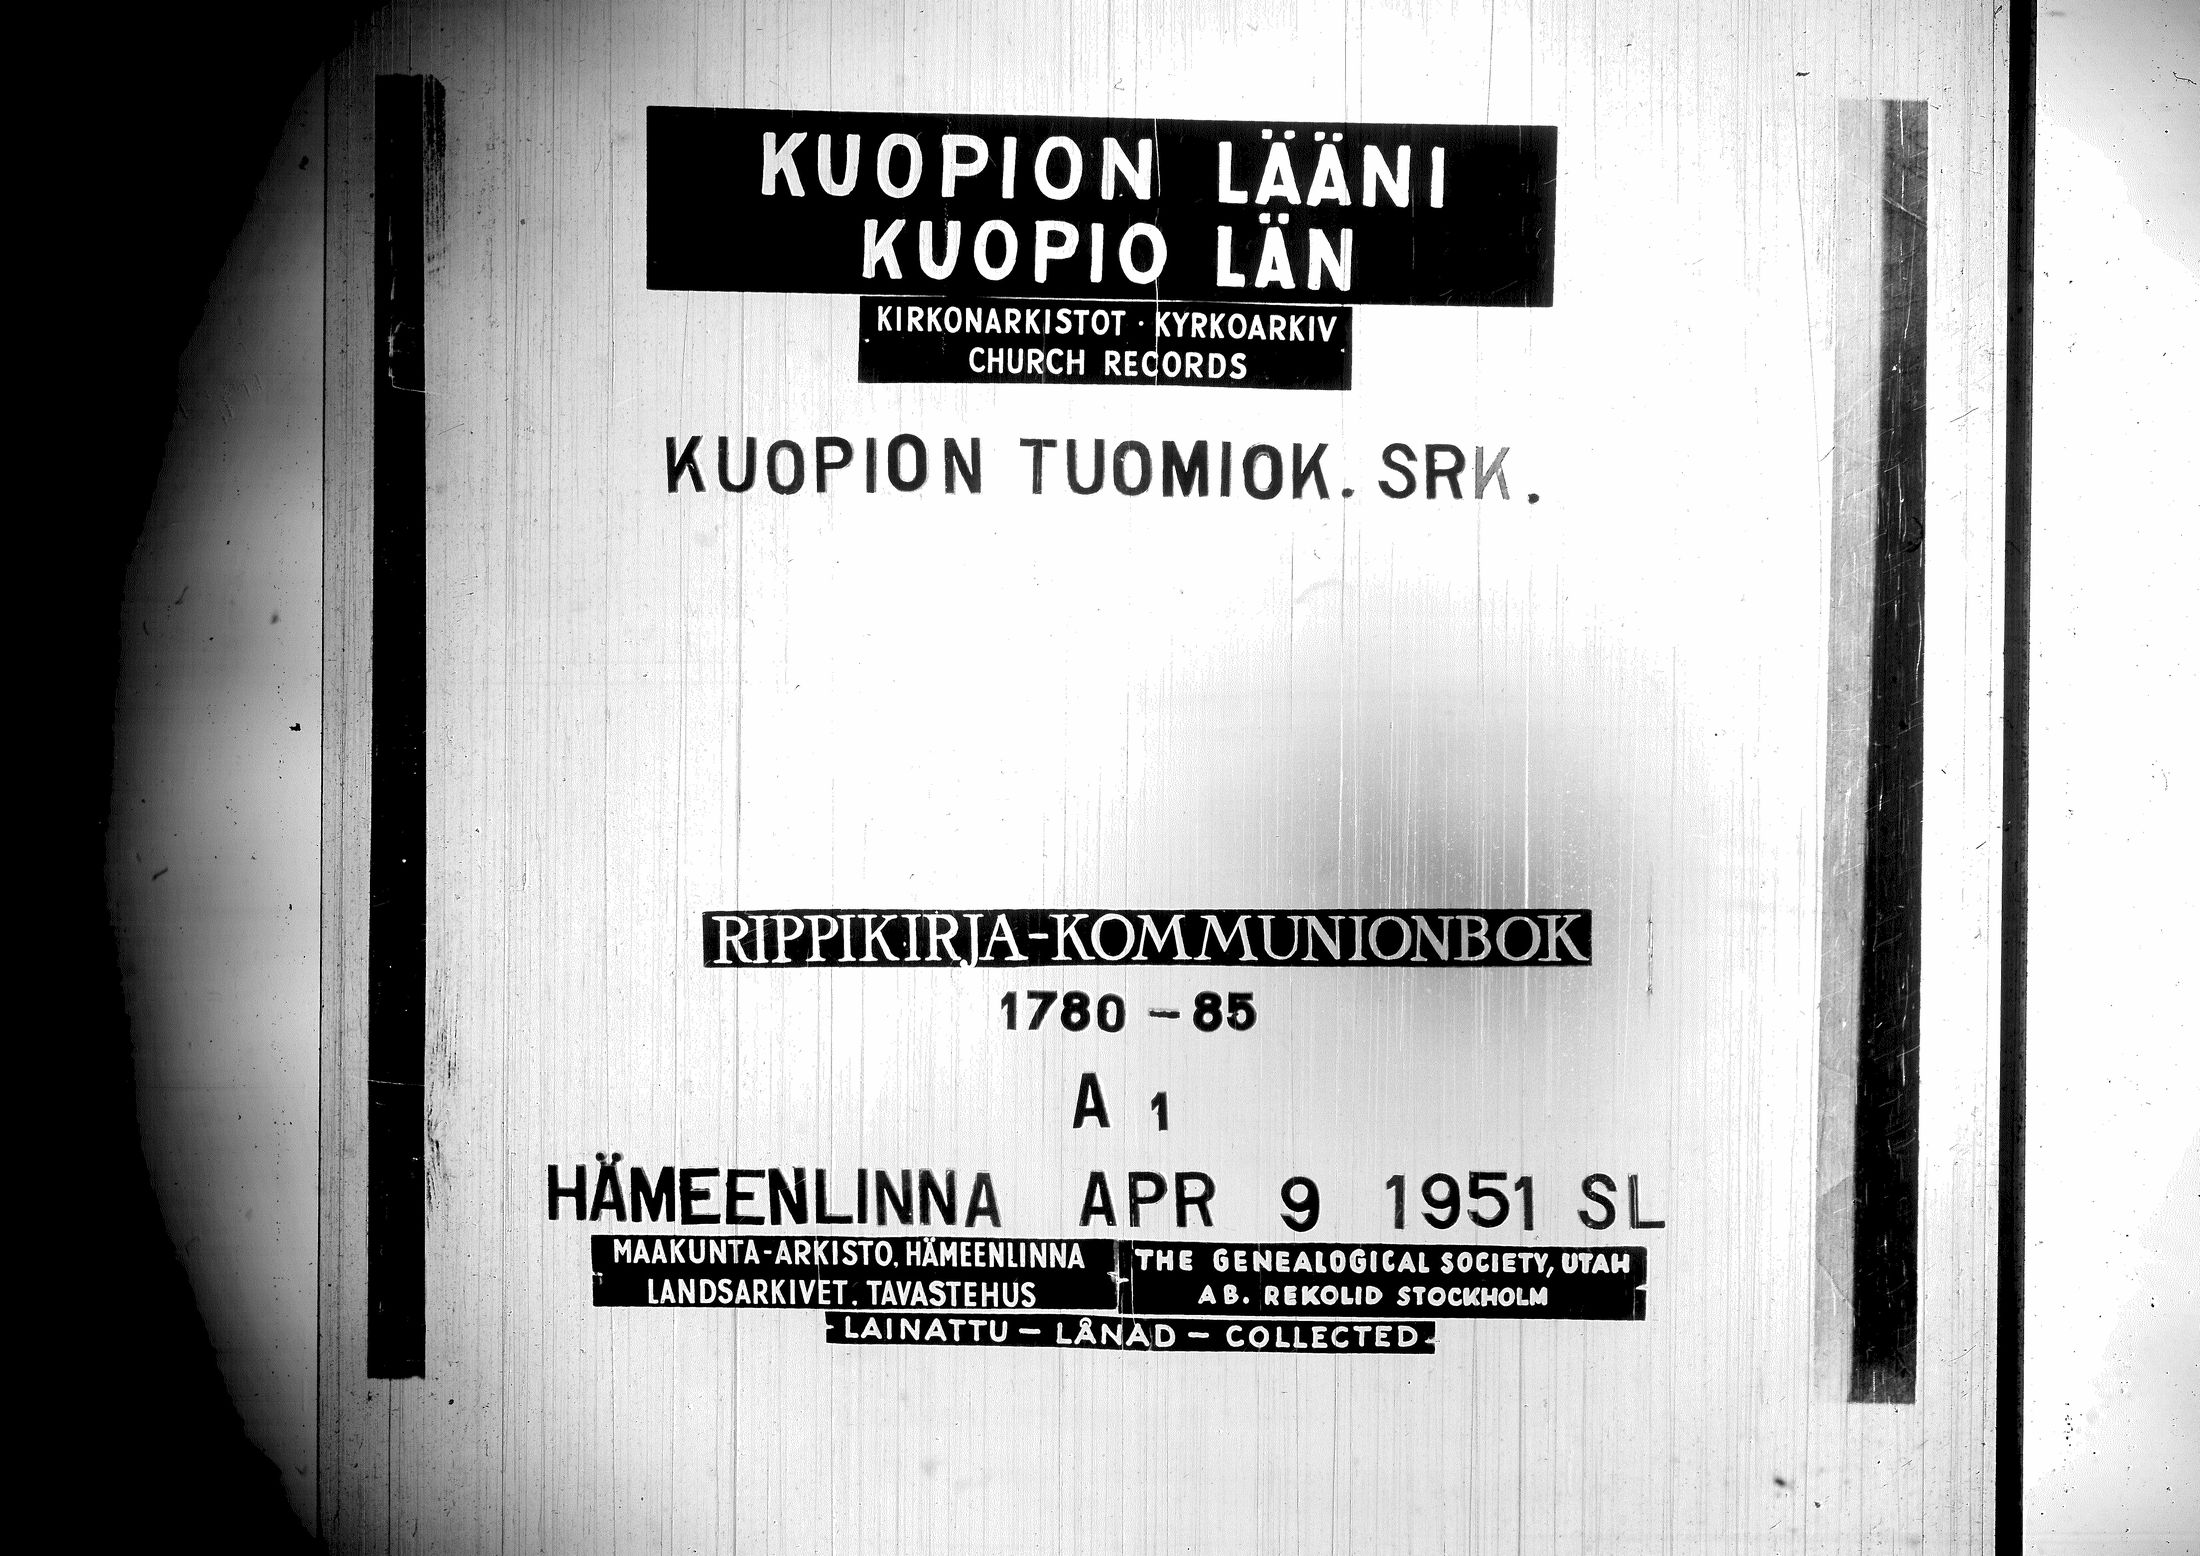 KUOPION LÄÄNI
KUOPIO LÄN
KIRKONARKISTOT · KYRKOARKIV
CHURCH RECORDS
KUOPION TUOMIOK. SRK.
RIPPIKIRJA-KOMMUNIONBOK
1780 - 85
A 1
HÄMEENLINNA APR 9 1951 SL
MAAKUNTA-ARKISTO, HÄMEENLINNA
LANDSARKIVET. TAVASTEHUS
THE GENEALOGICAL SOCIETY, UTAH
AB. REKOLID STOCKHOLM
LAINATTU - LÅNAD - COLLECTED